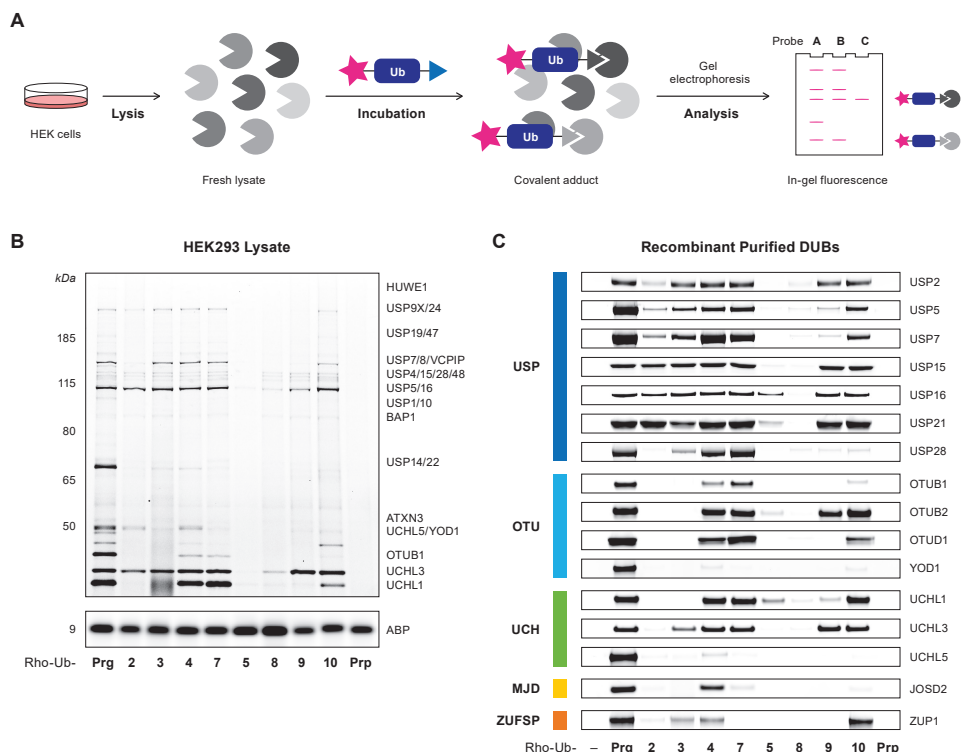 A
Probe A B C
Ub
Ub
Ub
HEK cells
Lysis
Fresh lysate
Incubation
Covalent adduct
Gel
electrophoresis
Analysis
In-gel fluorescence
B
HEK293 Lysate
kDa
185
115
80
65
50
9
HUWE1
USP9X/24
USP19/47
USP7/8/VCPIP
USP4/15/28/48
USP5/16
USP1/10
BAP1
USP14/22
ATXN3
UCHL5/YOD1
OTUB1
UCHL3
UCHL1
ABP
Rho-Ub- Prg 2 3 4 7 5 8 9 10 Prp
C
Recombinant Purified DUBs
USP
USP2
USP5
USP7
USP15
USP16
USP21
USP28
OTU
OTUB1
OTUB2
OTUD1
YOD1
UCH
UCHL1
UCHL3
UCHL5
MJD
JOSD2
ZUFSP
ZUP1
Rho-Ub- – Prg 2 3 4 7 5 8 9 10 Prp